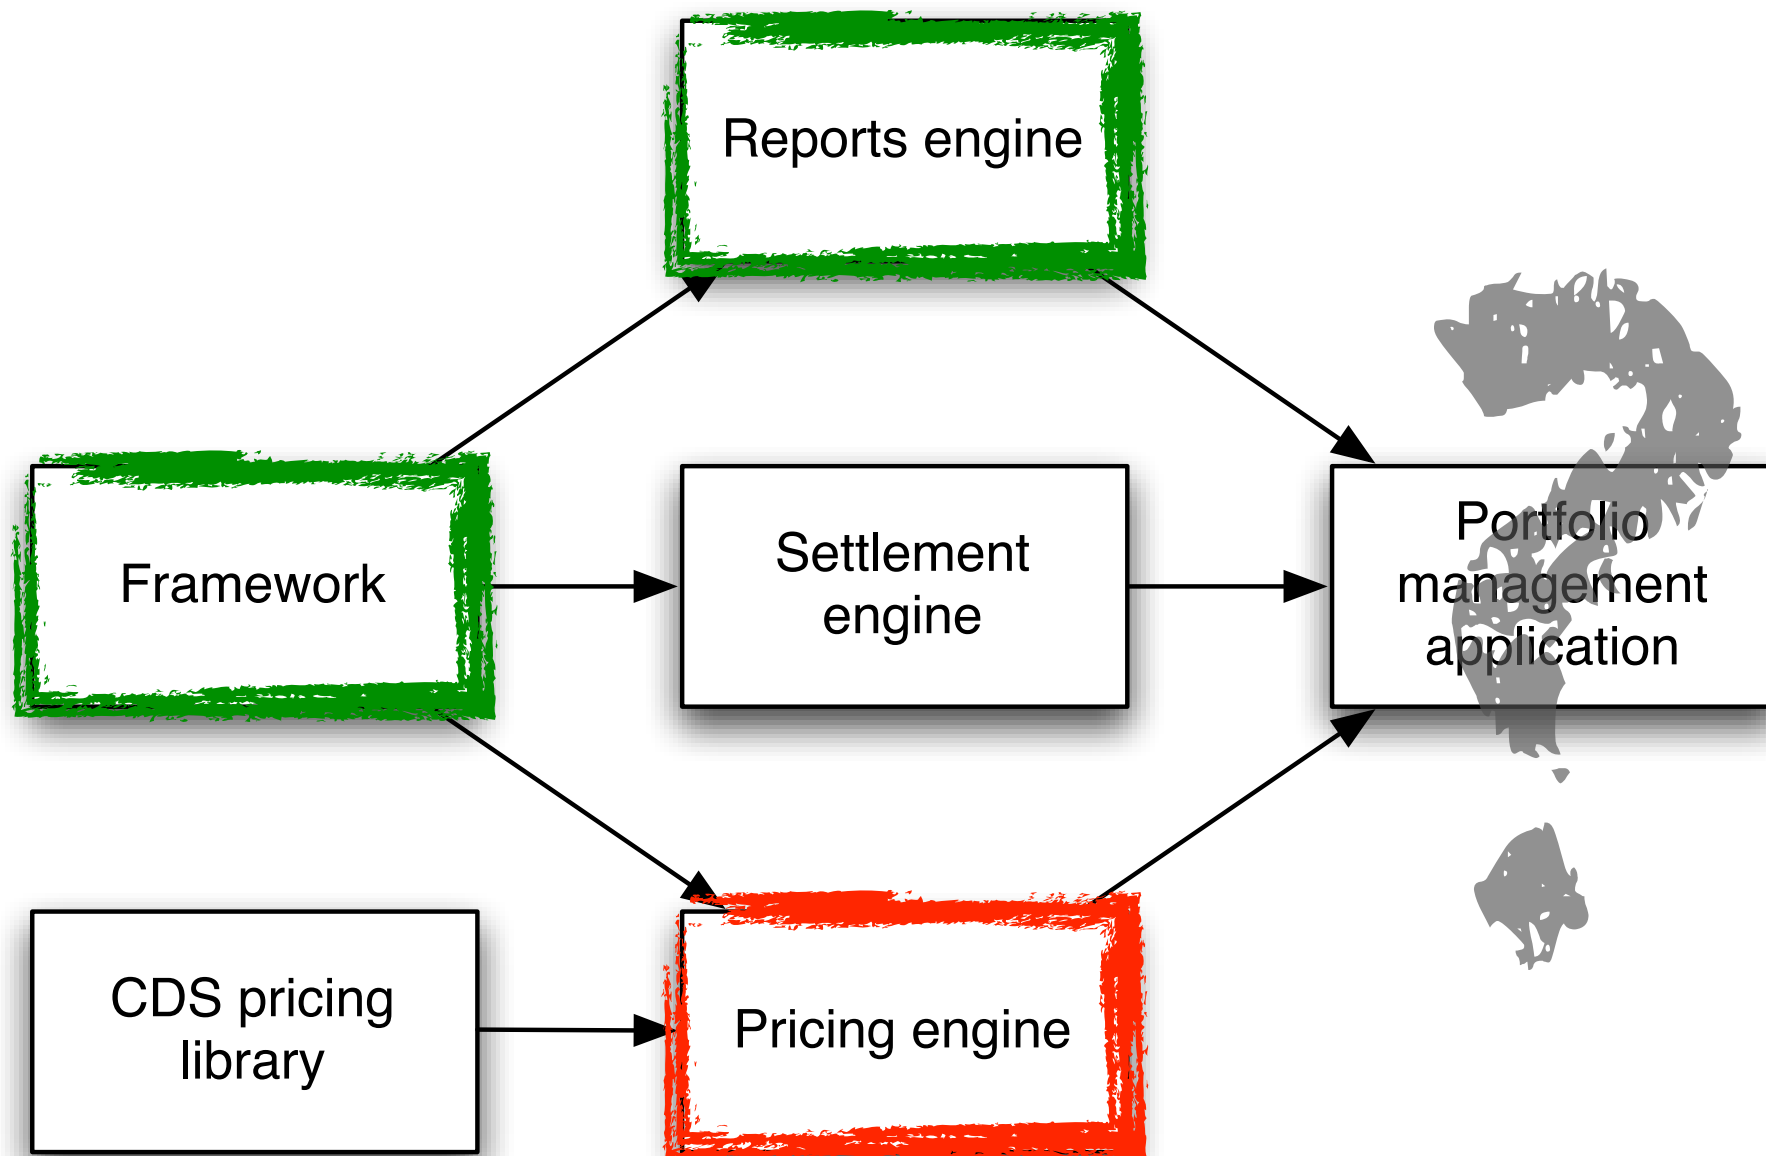 Reports engine
Framework
Settlement
engine
Portfolio
management
application
CDS pricing
library
Pricing engine